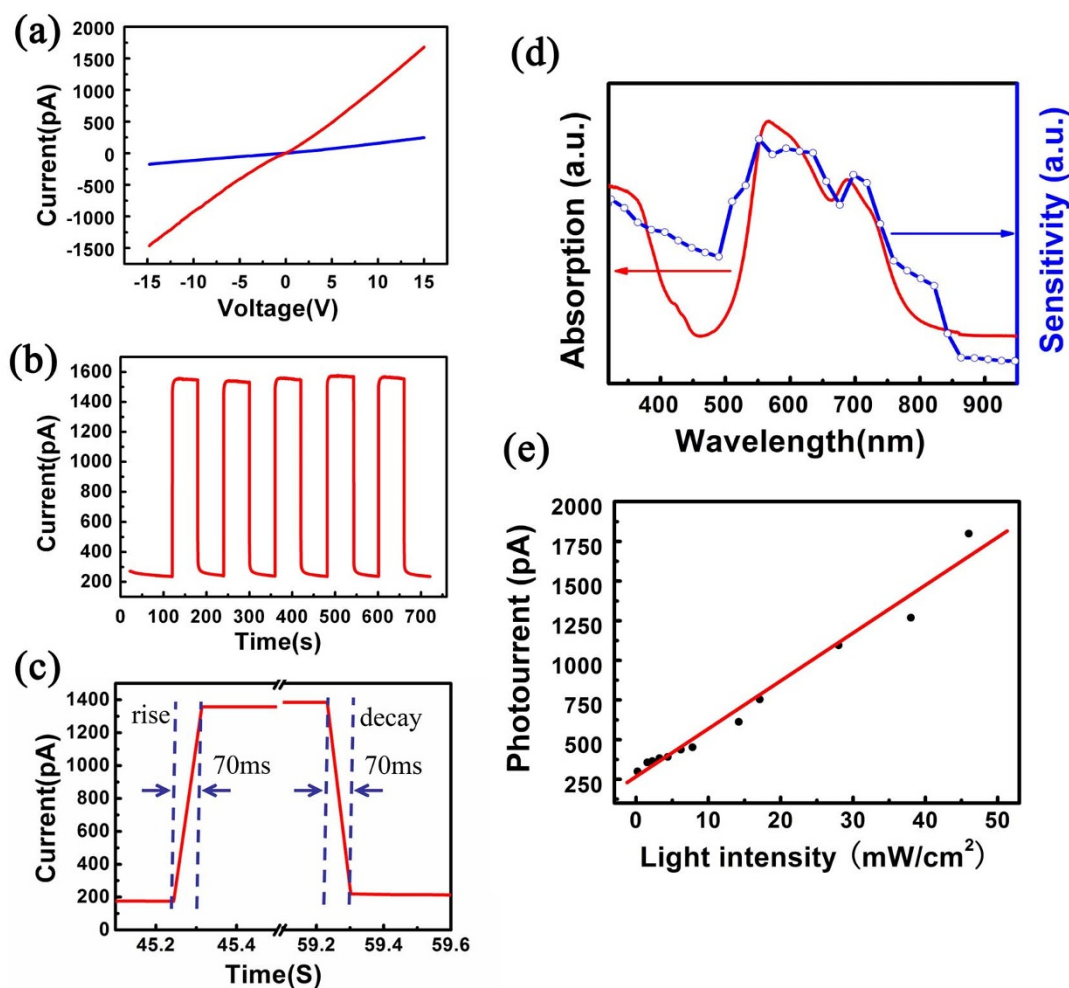 (a)
2000
1750
1500
1000
500
0
-500
-1000
-1500
Current(pA)
-15 -10 -5 0 5 10 15
Voltage(V)
(b)
1600
1400
1200
1000
800
600
400
200
Current(pA)
0 100 200 300 400 500 600 700
Time(s)
(c)
1400
1200
1000
800
600
400
200
0
Current(pA)
rise
decay
70ms
70ms
45.2 45.4 59.2 59.4 59.6
Time(S)
(d)
Absorption (a.u.)
Sensitivity (a.u.)
400 500 600 700 800 900
Wavelength(nm)
(e)
2000
1750
1500
1250
1000
750
500
250
Photourrent (pA)
0 10 20 30 40 50
Light intensity (mW/cm²)